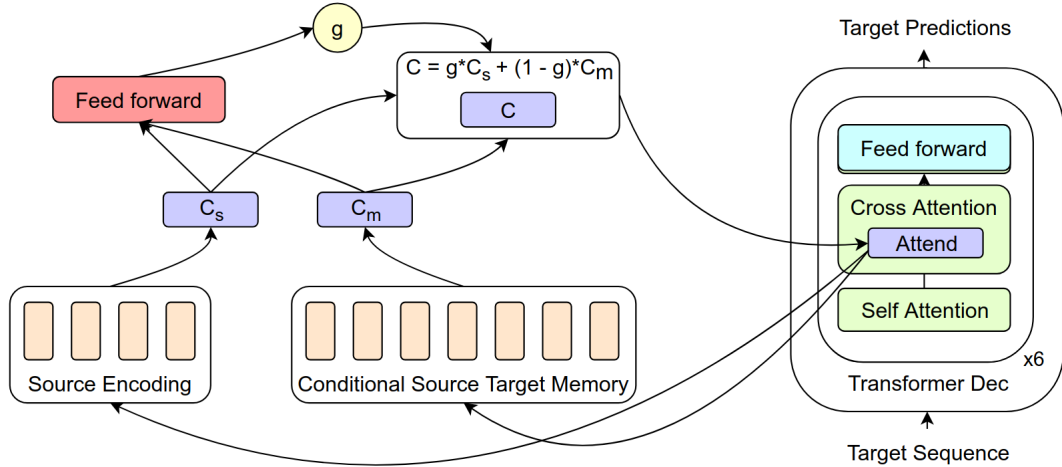 g
C = g*Cs + (1 - g)*Cm
C
Feed forward
Cs
Cm
Source Encoding
Conditional Source Target Memory
Target Predictions
Feed forward
Cross Attention
Attend
Self Attention
x6
Transformer Dec
Target Sequence